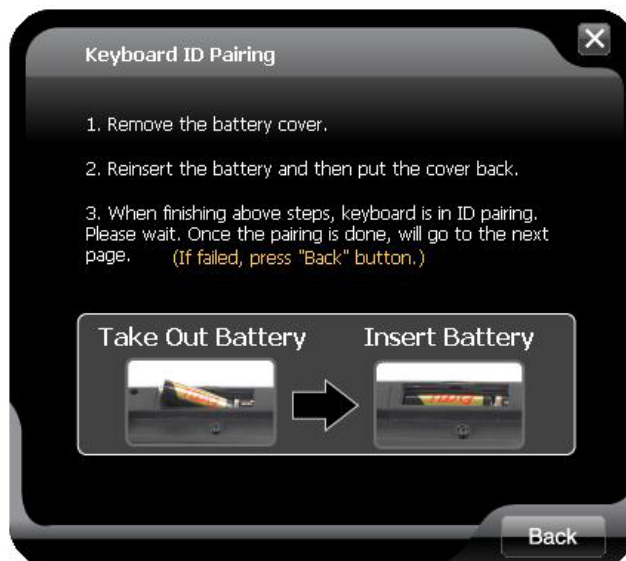 Keyboard ID Pairing
1. Remove the battery cover.
2. Reinsert the battery and then put the cover back.
3. When finishing above steps, keyboard is in ID pairing.
Please wait. Once the pairing is done, will go to the next
page. (If failed, press "Back" button.)
Take Out Battery Insert Battery
Back